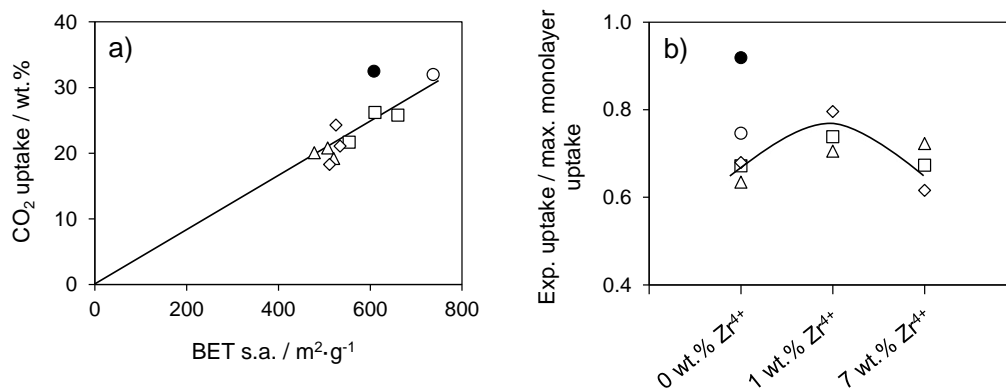 a)
CO₂ uptake / wt.%
40
30
20
10
0
0
200
400
600
800
BET s.a. / m²·g⁻¹
b)
Exp. uptake / max. monolayer
uptake
1.0
0.8
0.6
0.4
0 wt.% Zr⁴⁺
1 wt.% Zr⁴⁺
7 wt.% Zr⁴⁺